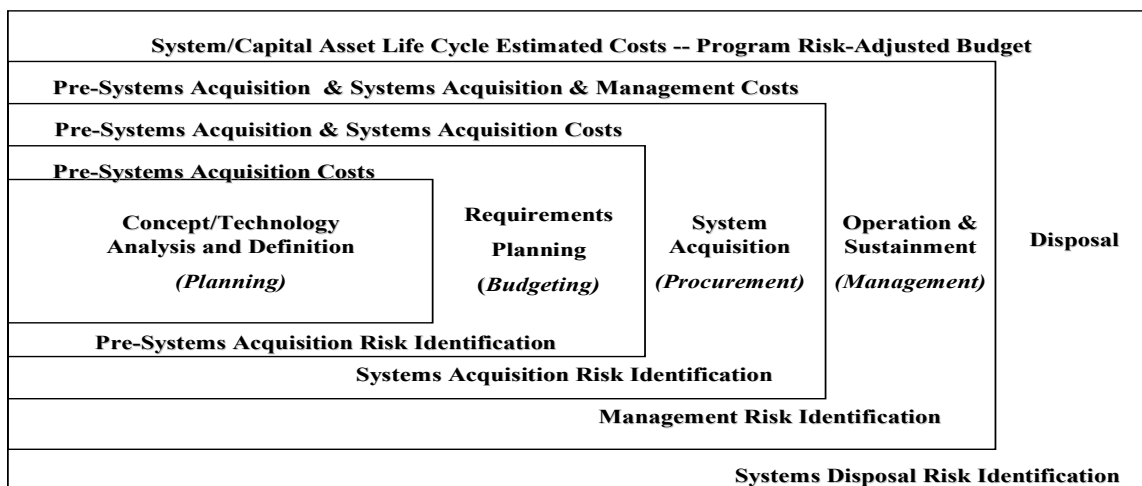 System/Capital Asset Life Cycle Estimated Costs -- Program Risk-Adjusted Budget
Pre-Systems Acquisition & Systems Acquisition & Management Costs
Pre-Systems Acquisition & Systems Acquisition Costs
Pre-Systems Acquisition Costs
Concept/Technology
Analysis and Definition
(Planning)
Requirements
Planning
(Budgeting)
System
Acquisition
(Procurement)
Operation &
Sustainment
(Management)
Disposal
Pre-Systems Acquisition Risk Identification
Systems Acquisition Risk Identification
Management Risk Identification
Systems Disposal Risk Identification